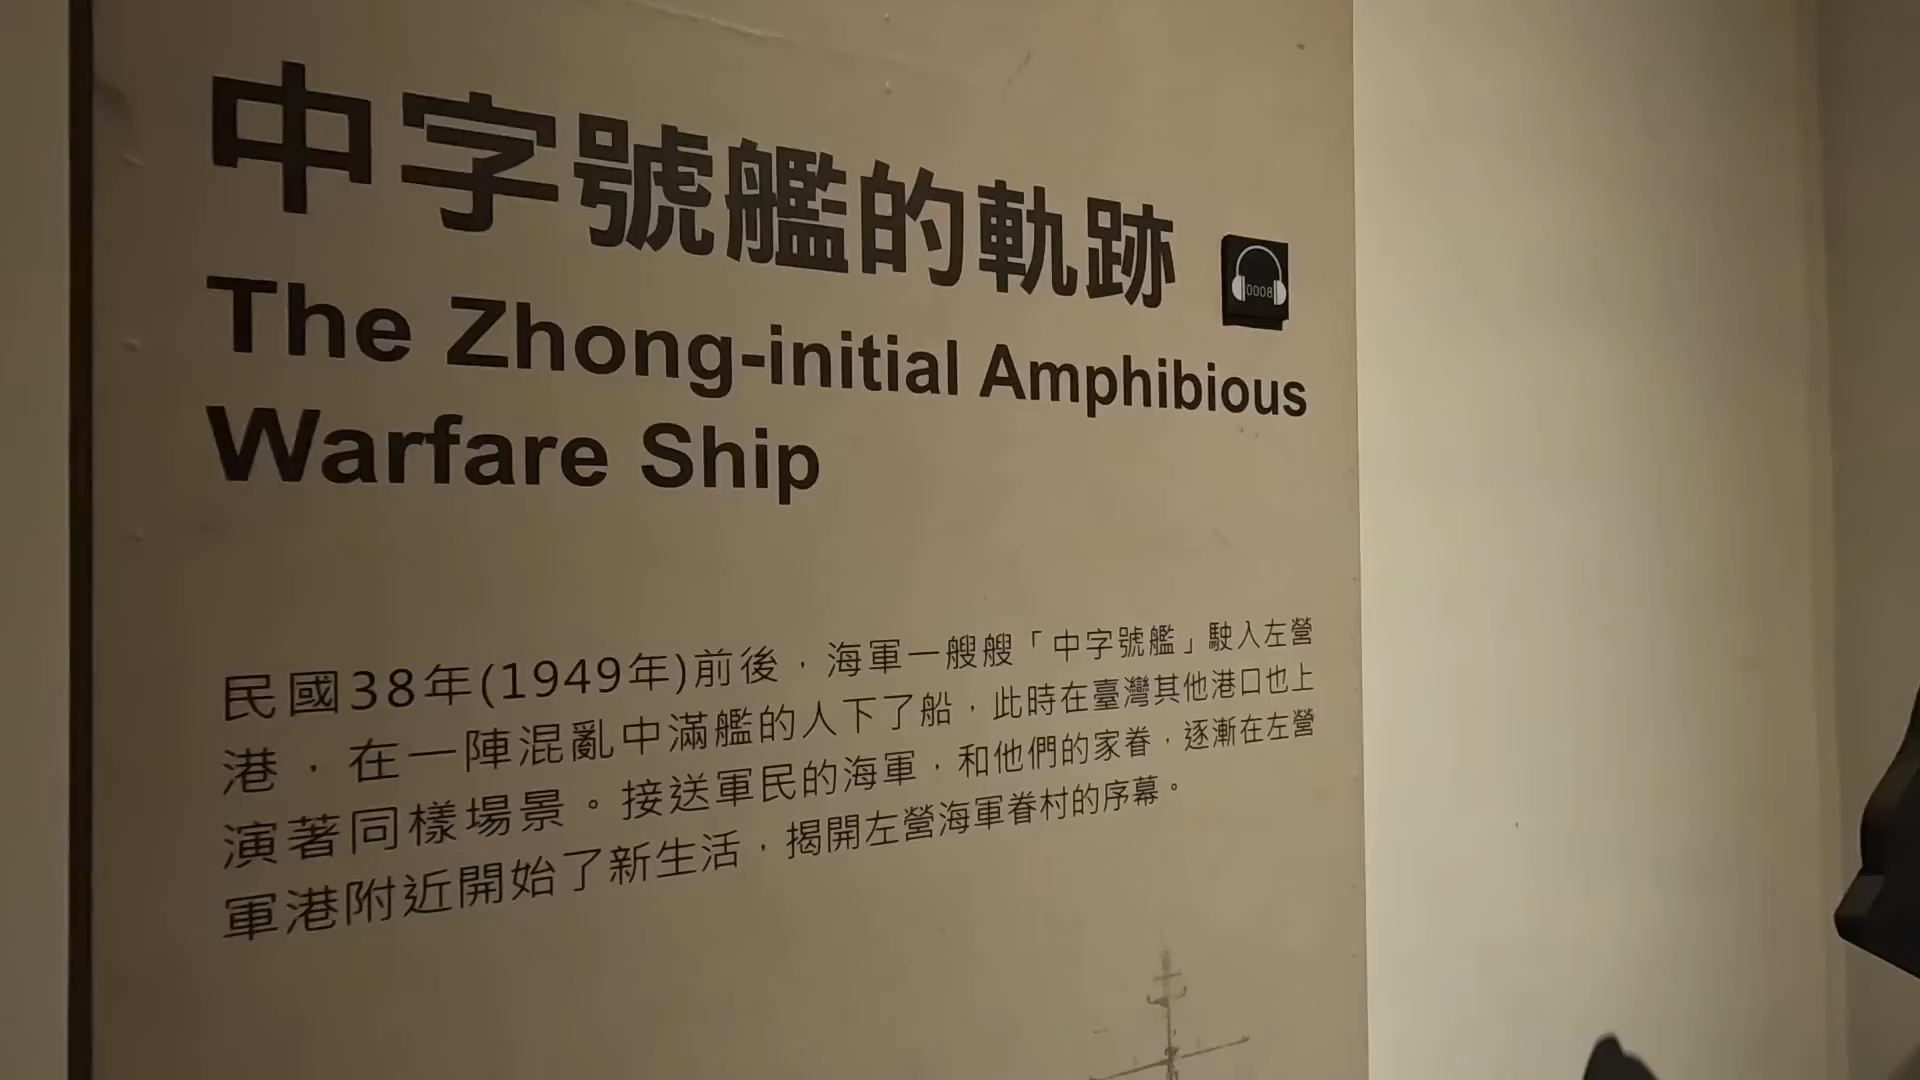 中字號艦的軌跡
0008
The Zhong-initial Amphibious
Warfare Ship
民國38年(1949年)前後，海軍一艘艘「中字號艦」駛入左營
港，在一陣混亂中滿艦的人下了船，此時在臺灣其他港口也上
演著同樣場景。接送軍民的海軍，和他們的家眷，逐漸在左營
軍港附近開始了新生活，揭開左營海軍眷村的序幕。